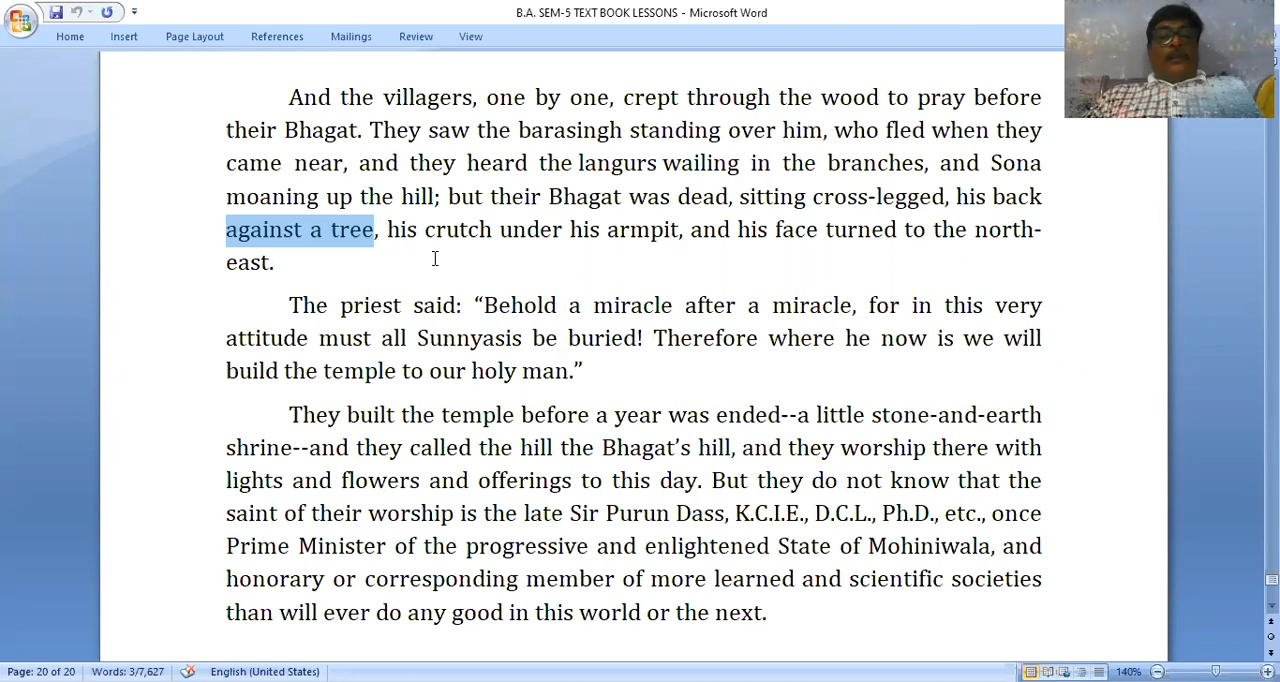 B.A. SEM-5 TEXT BOOK LESSONS - Microsoft Word
Home Insert Page Layout References Mailings Review View
And the villagers, one by one, crept through the wood to pray before
their Bhagat. They saw the barasingh standing over him, who fled when they
came near, and they heard the langurs wailing in the branches, and Sona
moaning up the hill; but their Bhagat was dead, sitting cross-legged, his back
against a tree, his crutch under his armpit, and his face turned to the north-
east.
The priest said: “Behold a miracle after a miracle, for in this very
attitude must all Sunnyasis be buried! Therefore where he now is we will
build the temple to our holy man.”
They built the temple before a year was ended--a little stone-and-earth
shrine--and they called the hill the Bhagat’s hill, and they worship there with
lights and flowers and offerings to this day. But they do not know that the
saint of their worship is the late Sir Purun Dass, K.C.I.E., D.C.L., Ph.D., etc., once
Prime Minister of the progressive and enlightened State of Mohiniwala, and
honorary or corresponding member of more learned and scientific societies
than will ever do any good in this world or the next.
Page: 20 of 20 Words: 3/7,627 English (United States) 140%